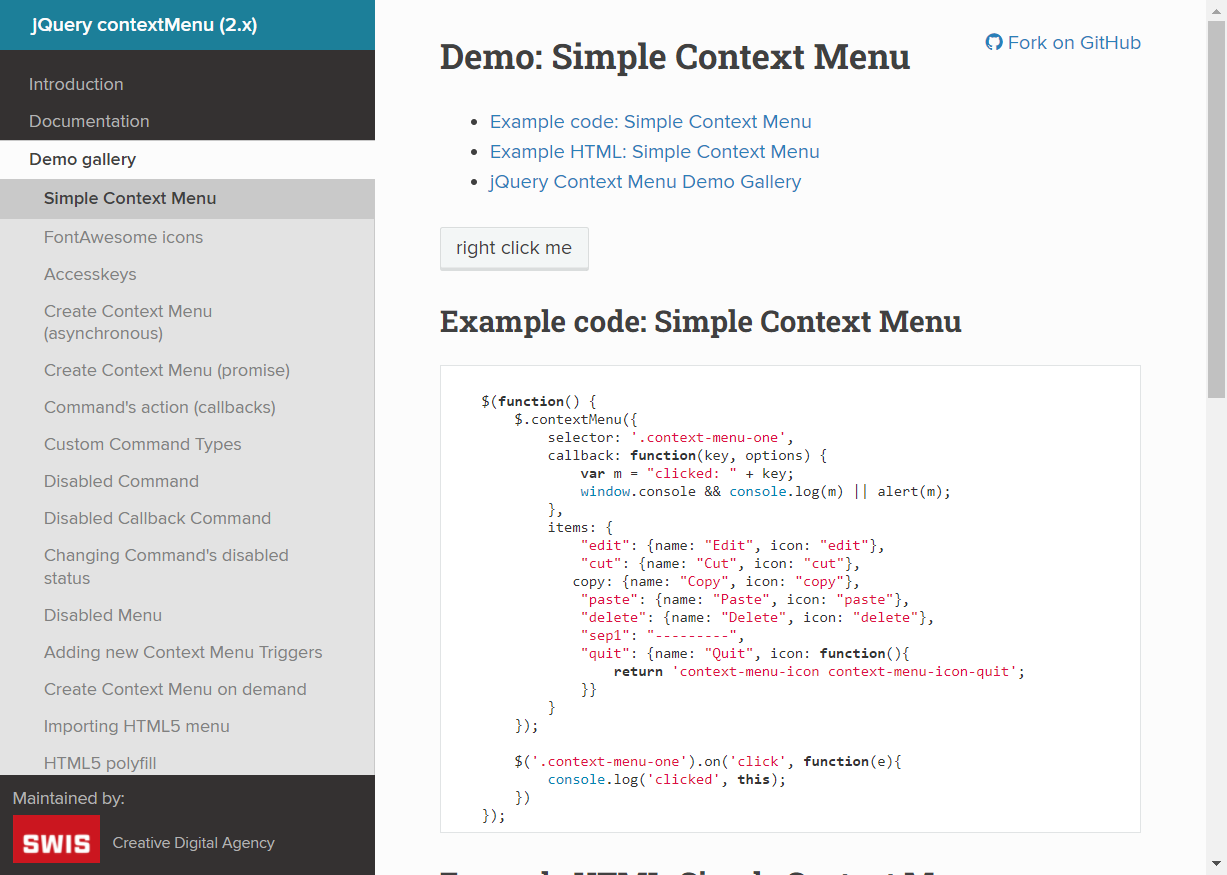 jQuery contextMenu (2.x)
Introduction
Documentation
Demo gallery
Simple Context Menu
FontAwesome icons
Accesskeys
Create Context Menu
(asynchronous)
Create Context Menu (promise)
Command's action (callbacks)
Custom Command Types
Disabled Command
Disabled Callback Command
Changing Command's disabled
status
Disabled Menu
Adding new Context Menu Triggers
Create Context Menu on demand
Importing HTML5 menu
HTML5 polyfill
Maintained by:
SWIS
Creative Digital Agency
Demo: Simple Context Menu
Fork on GitHub
Example code: Simple Context Menu
Example HTML: Simple Context Menu
jQuery Context Menu Demo Gallery
right click me
Example code: Simple Context Menu
$(function() {
    $.contextMenu({
        selector: '.context-menu-one',
        callback: function(key, options) {
            var m = "clicked: " + key;
            window.console && console.log(m) || alert(m);
        },
        items: {
            "edit": {name: "Edit", icon: "edit"},
            "cut": {name: "Cut", icon: "cut"},
           copy: {name: "Copy", icon: "copy"},
            "paste": {name: "Paste", icon: "paste"},
            "delete": {name: "Delete", icon: "delete"},
            "sep1": "---------",
            "quit": {name: "Quit", icon: function(){
                return 'context-menu-icon context-menu-icon-quit';
            }}
        }
    });
    $('.context-menu-one').on('click', function(e){
        console.log('clicked', this);
    })
});
Example HTML: Simple Context Menu